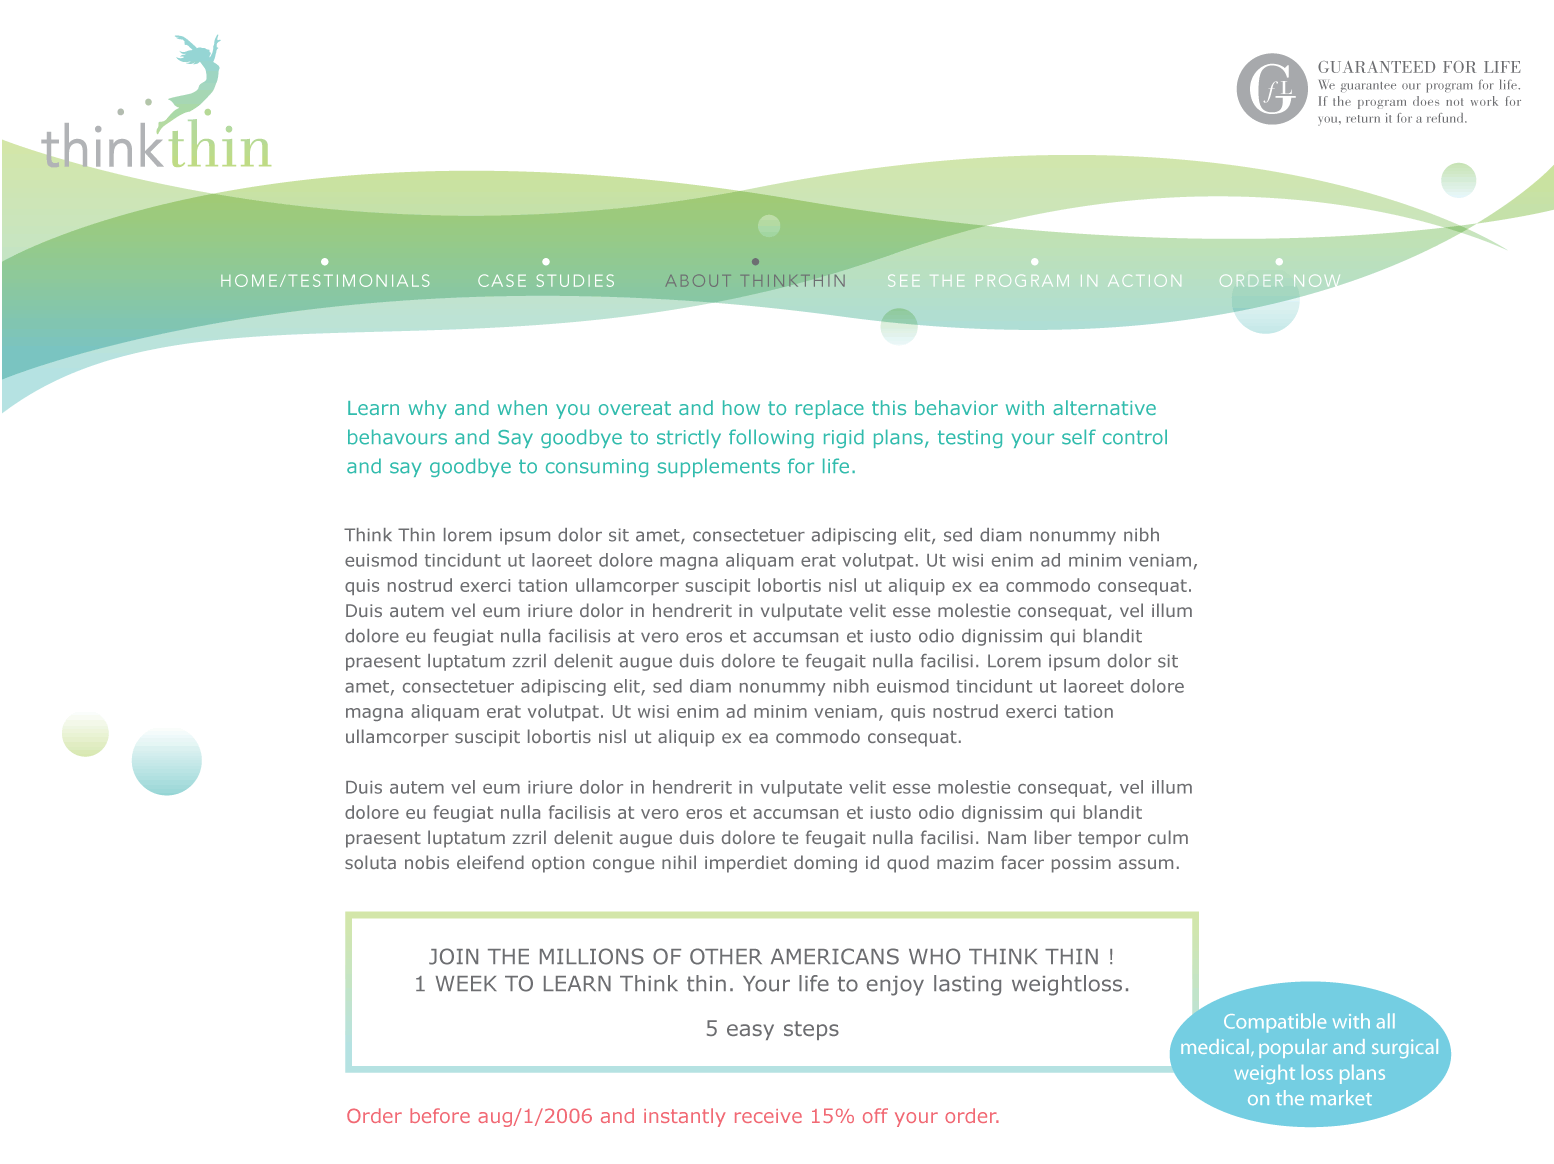 thinkthin
GfL
GUARANTEED FOR LIFE
We guarantee our program for life.
If the program does not work for
you, return it for a refund.
HOME/TESTIMONIALS CASE STUDIES ABOUT THINKTHIN SEE THE PROGRAM IN ACTION ORDER NOW
Learn why and when you overeat and how to replace this behavior with alternative
behavours and Say goodbye to strictly following rigid plans, testing your self control
and say goodbye to consuming supplements for life.
Think Thin lorem ipsum dolor sit amet, consectetuer adipiscing elit, sed diam nonummy nibh
euismod tincidunt ut laoreet dolore magna aliquam erat volutpat. Ut wisi enim ad minim veniam,
quis nostrud exerci tation ullamcorper suscipit lobortis nisl ut aliquip ex ea commodo consequat.
Duis autem vel eum iriure dolor in hendrerit in vulputate velit esse molestie consequat, vel illum
dolore eu feugiat nulla facilisis at vero eros et accumsan et iusto odio dignissim qui blandit
praesent luptatum zzril delenit augue duis dolore te feugait nulla facilisi. Lorem ipsum dolor sit
amet, consectetuer adipiscing elit, sed diam nonummy nibh euismod tincidunt ut laoreet dolore
magna aliquam erat volutpat. Ut wisi enim ad minim veniam, quis nostrud exerci tation
ullamcorper suscipit lobortis nisl ut aliquip ex ea commodo consequat.
Duis autem vel eum iriure dolor in hendrerit in vulputate velit esse molestie consequat, vel illum
dolore eu feugiat nulla facilisis at vero eros et accumsan et iusto odio dignissim qui blandit
praesent luptatum zzril delenit augue duis dolore te feugait nulla facilisi. Nam liber tempor culm
soluta nobis eleifend option congue nihil imperdiet doming id quod mazim facer possim assum.
JOIN THE MILLIONS OF OTHER AMERICANS WHO THINK THIN !
1 WEEK TO LEARN Think thin. Your life to enjoy lasting weightloss.
5 easy steps
Compatible with all
medical, popular and surgical
weight loss plans
on the market
Order before aug/1/2006 and instantly receive 15% off your order.